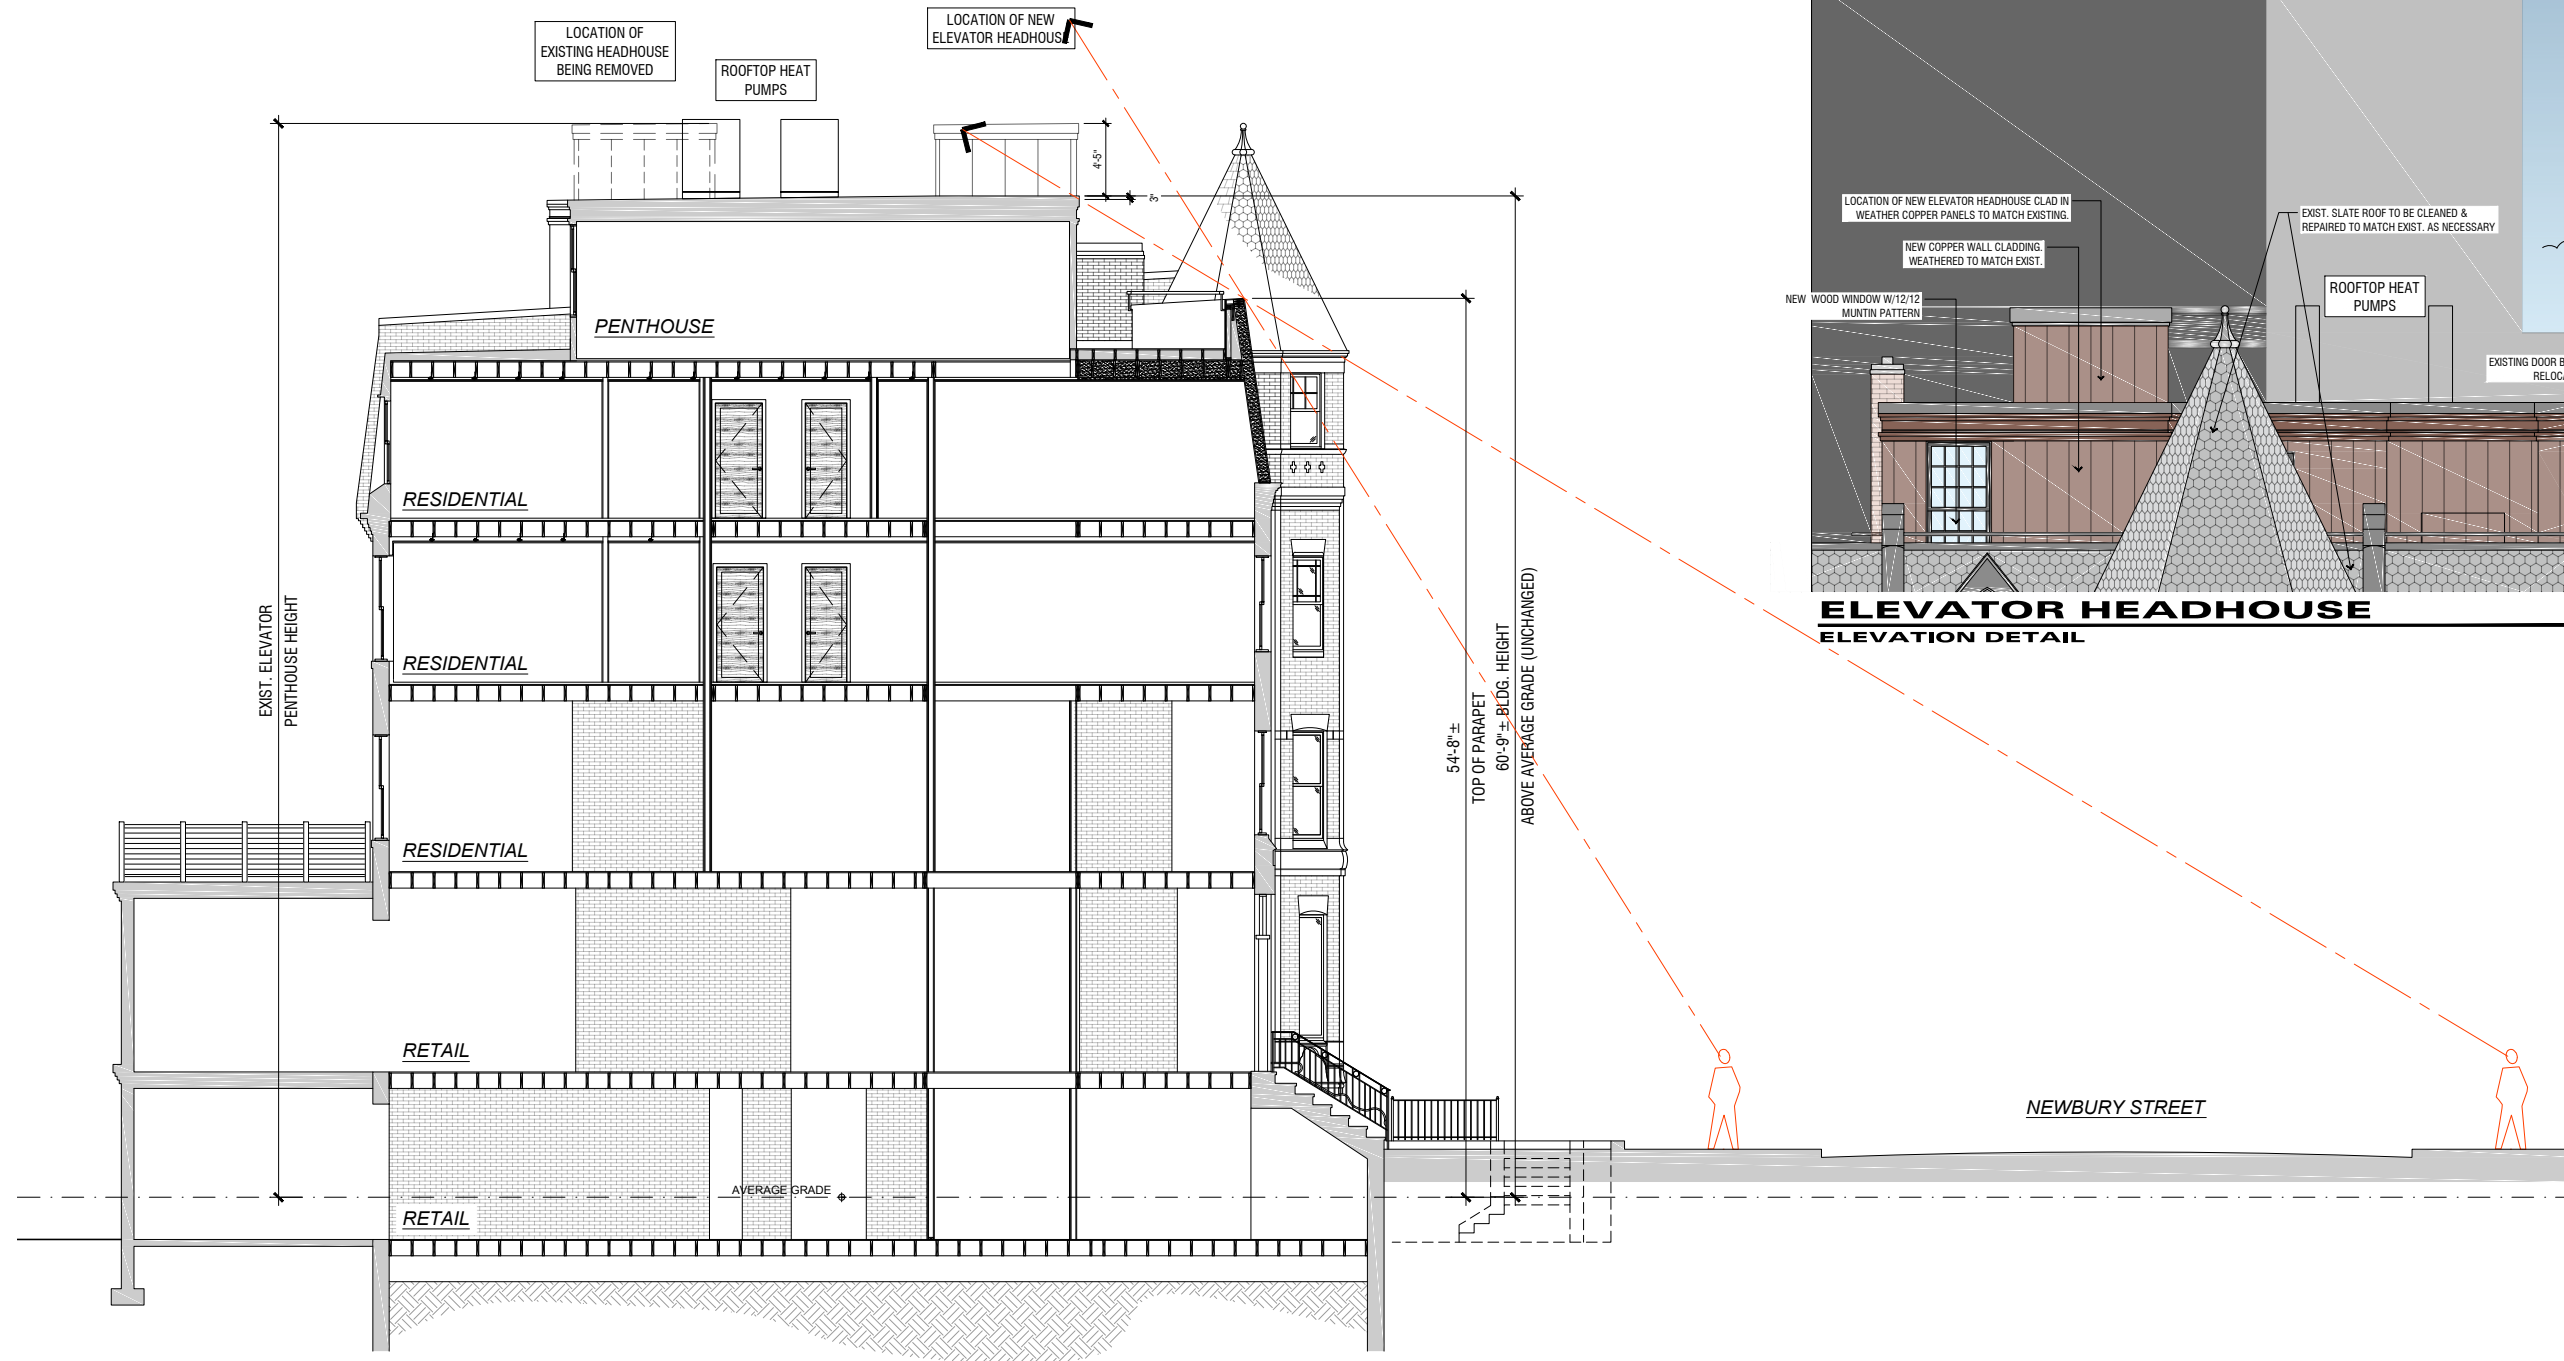 LOCATION OF
EXISTING HEADHOUSE
BEING REMOVED
ROOFTOP HEAT
PUMPS
LOCATION OF NEW
ELEVATOR HEADHOUSE
4'-5"
3"
EXIST. ELEVATOR
PENTHOUSE HEIGHT
PENTHOUSE
RESIDENTIAL
RESIDENTIAL
RESIDENTIAL
RETAIL
AVERAGE GRADE
RETAIL
54'-8"±
TOP OF PARAPET
60'-9"± BLDG. HEIGHT
ABOVE AVERAGE GRADE (UNCHANGED)
NEWBURY STREET
LOCATION OF NEW ELEVATOR HEADHOUSE CLAD IN
WEATHER COPPER PANELS TO MATCH EXISTING.
NEW COPPER WALL CLADDING.
WEATHERED TO MATCH EXIST.
NEW WOOD WINDOW W/12/12
MUNTIN PATTERN
EXIST. SLATE ROOF TO BE CLEANED &
REPAIRED TO MATCH EXIST. AS NECESSARY
ROOFTOP HEAT
PUMPS
EXISTING DOOR B
RELOCA
ELEVATOR HEADHOUSE
ELEVATION DETAIL